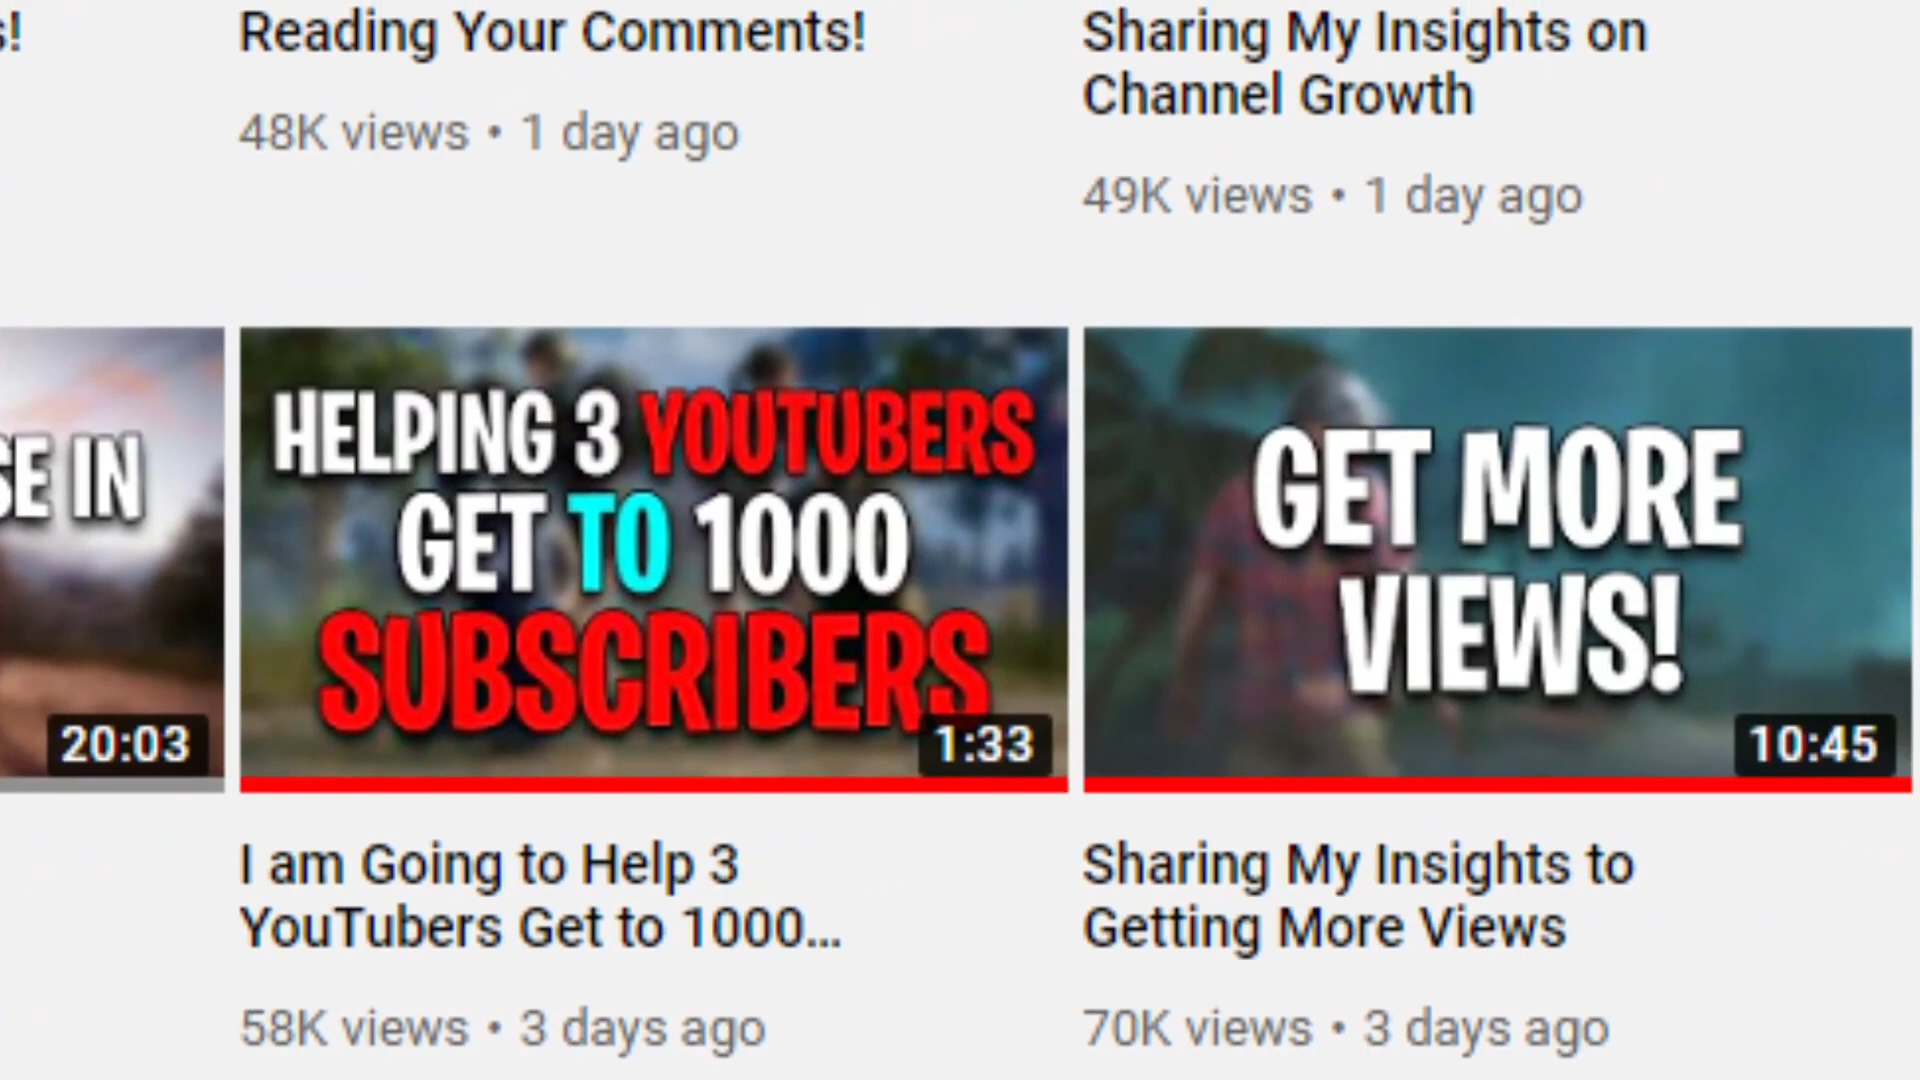 s!
Reading Your Comments!
48K views • 1 day ago
Sharing My Insights on
Channel Growth
49K views • 1 day ago
SE IN
20:03
HELPING 3 YOUTUBERS
GET TO 1000
SUBSCRIBERS
1:33
GET MORE
VIEWS!
10:45
I am Going to Help 3
YouTubers Get to 1000...
58K views • 3 days ago
Sharing My Insights to
Getting More Views
70K views • 3 days ago